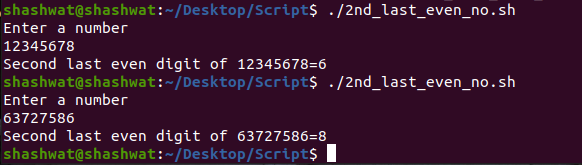 shashwat@shashwat:~/Desktop/Script$ ./2nd_last_even_no.sh
Enter a number
12345678
Second last even digit of 12345678=6
shashwat@shashwat:~/Desktop/Script$ ./2nd_last_even_no.sh
Enter a number
63727586
Second last even digit of 63727586=8
shashwat@shashwat:~/Desktop/Script$